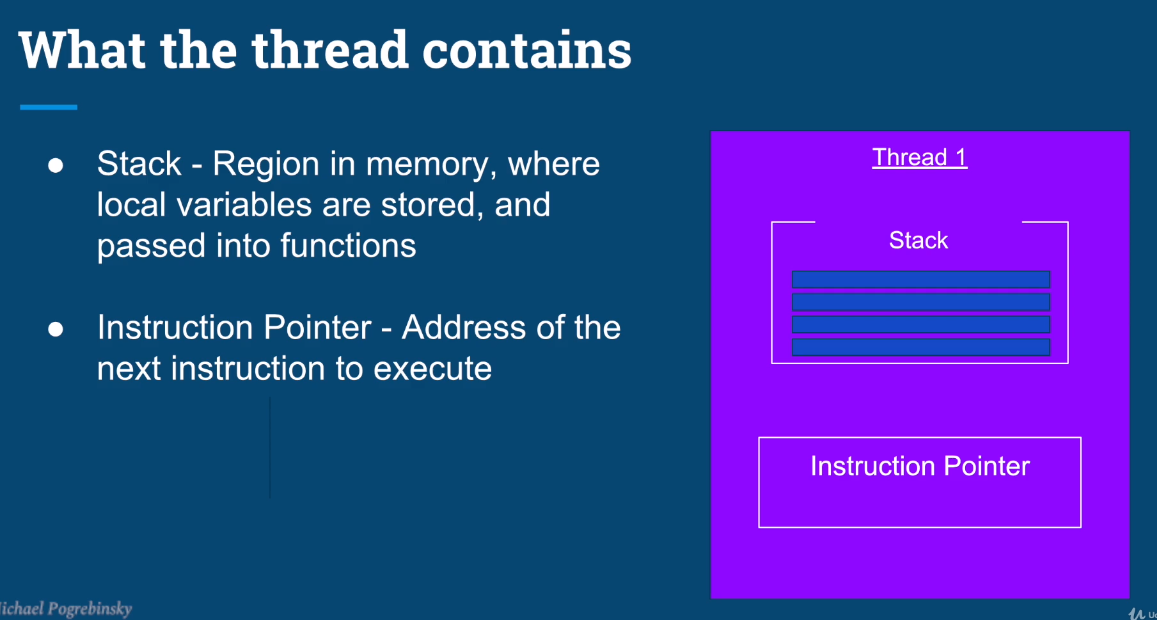 What the thread contains
● Stack - Region in memory, where
local variables are stored, and
passed into functions
● Instruction Pointer - Address of the
next instruction to execute
Thread 1
Stack
Instruction Pointer
ichael Pogrebinsky